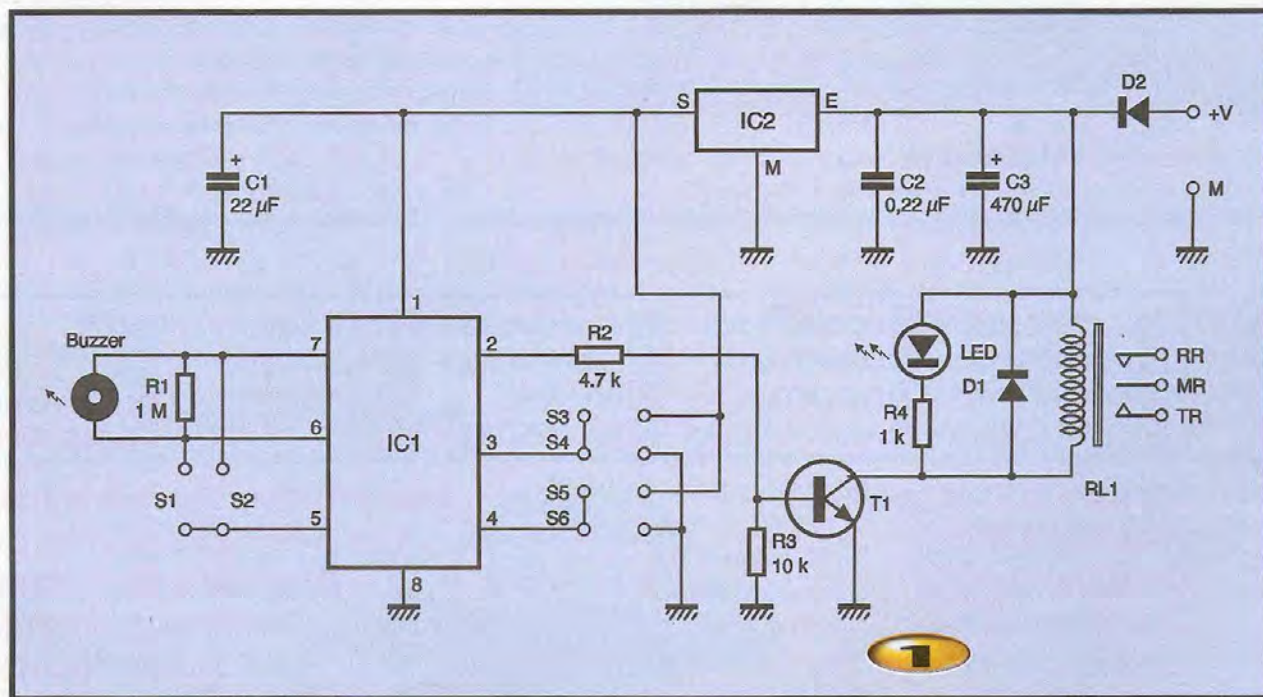 D2
S
IC2
E
+V
M
M
+
C1
22 µF
C2
0,22 µF
+
C3
470 µF
1
Buzzer
7
2
R2
4.7 k
LED
D1
RR
MR
TR
R1
1 M
6
IC1
3
S3
S4
R4
1 k
S1
S2
5
4
S5
S6
T1
RL1
R3
10 k
8
1